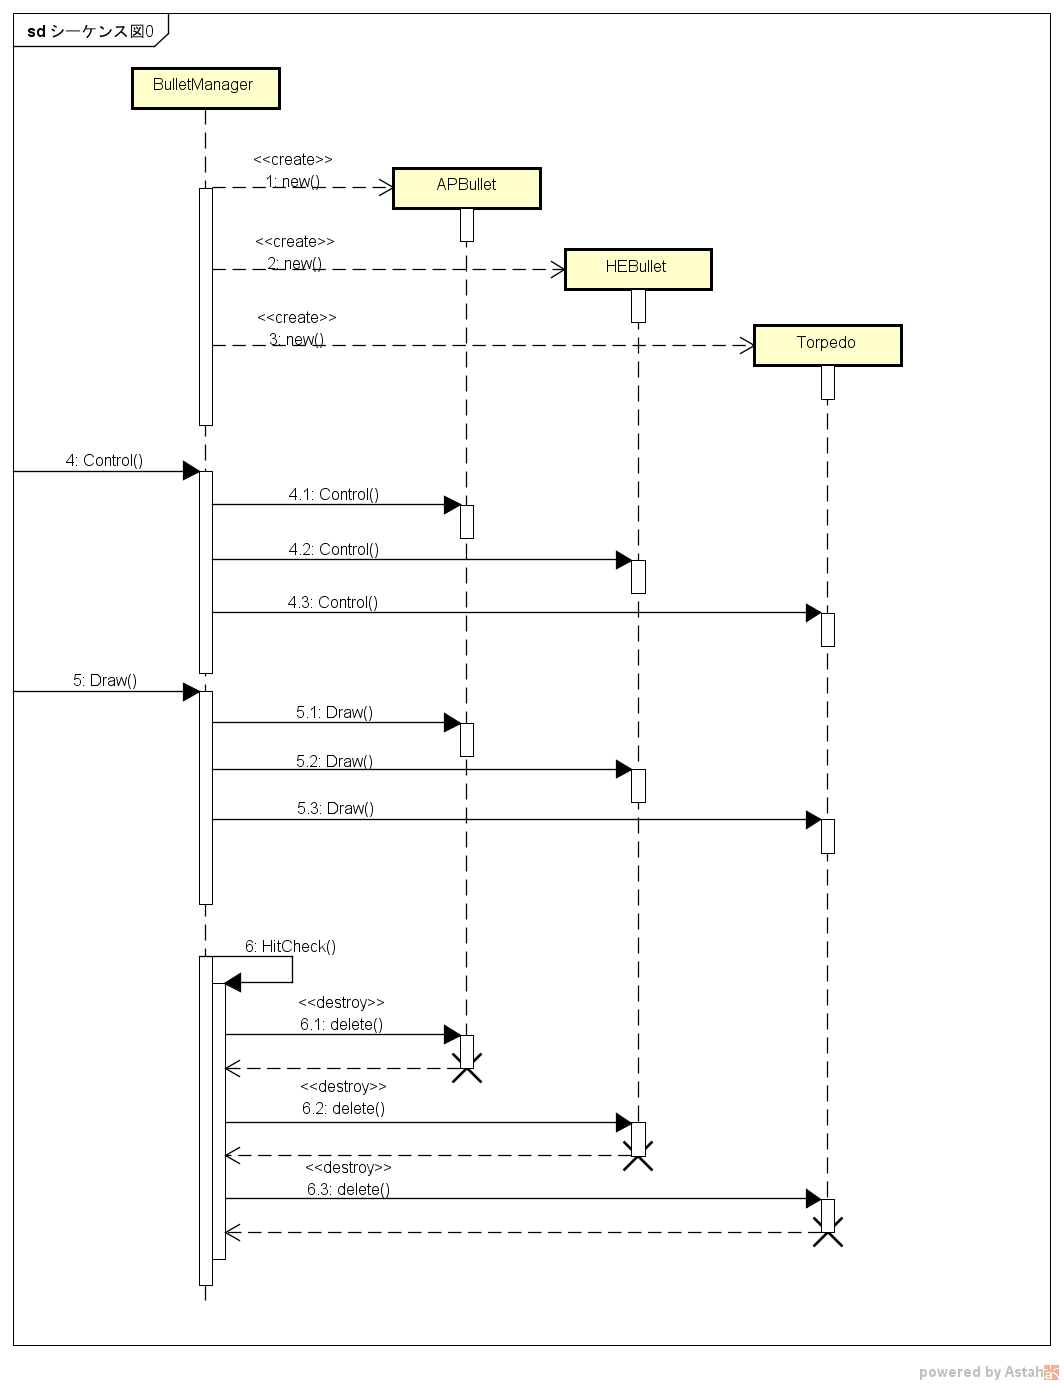 sd シーケンス図0
BulletManager
<<create>>
1: new()
APBullet
<<create>>
2: new()
HEBullet
<<create>>
3: new()
Torpedo
4: Control()
4.1: Control()
4.2: Control()
4.3: Control()
5: Draw()
5.1: Draw()
5.2: Draw()
5.3: Draw()
6: HitCheck()
<<destroy>>
6.1: delete()
<<destroy>>
6.2: delete()
<<destroy>>
6.3: delete()
powered by Astah